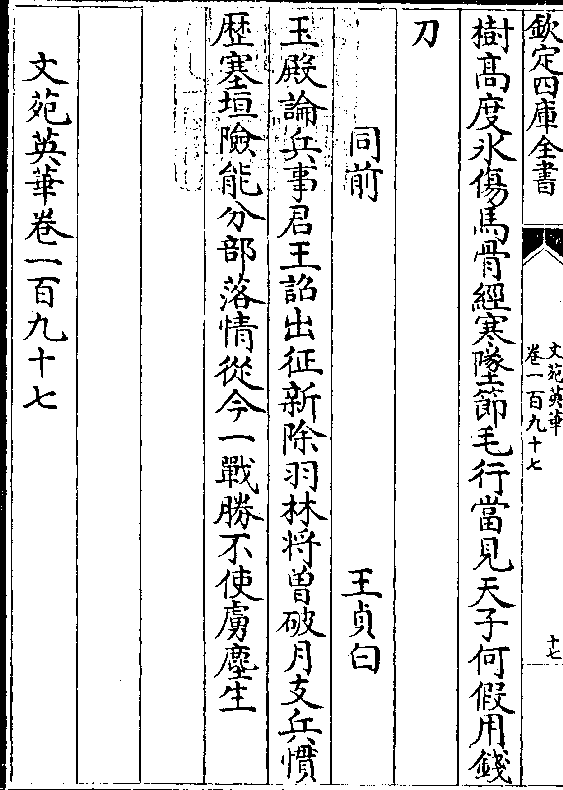 欽定四庫全書
文苑英華
卷一百九十七
十七
樹高度氷傷馬骨經寒墜節毛行當見天子何假用錢
刀
同前
王貞白
玉殿論兵事君王詔出征新除羽林将曽破月支兵慣
歴塞垣險能分部落情從今一戰勝不使虜塵生
文苑英華卷一百九十七